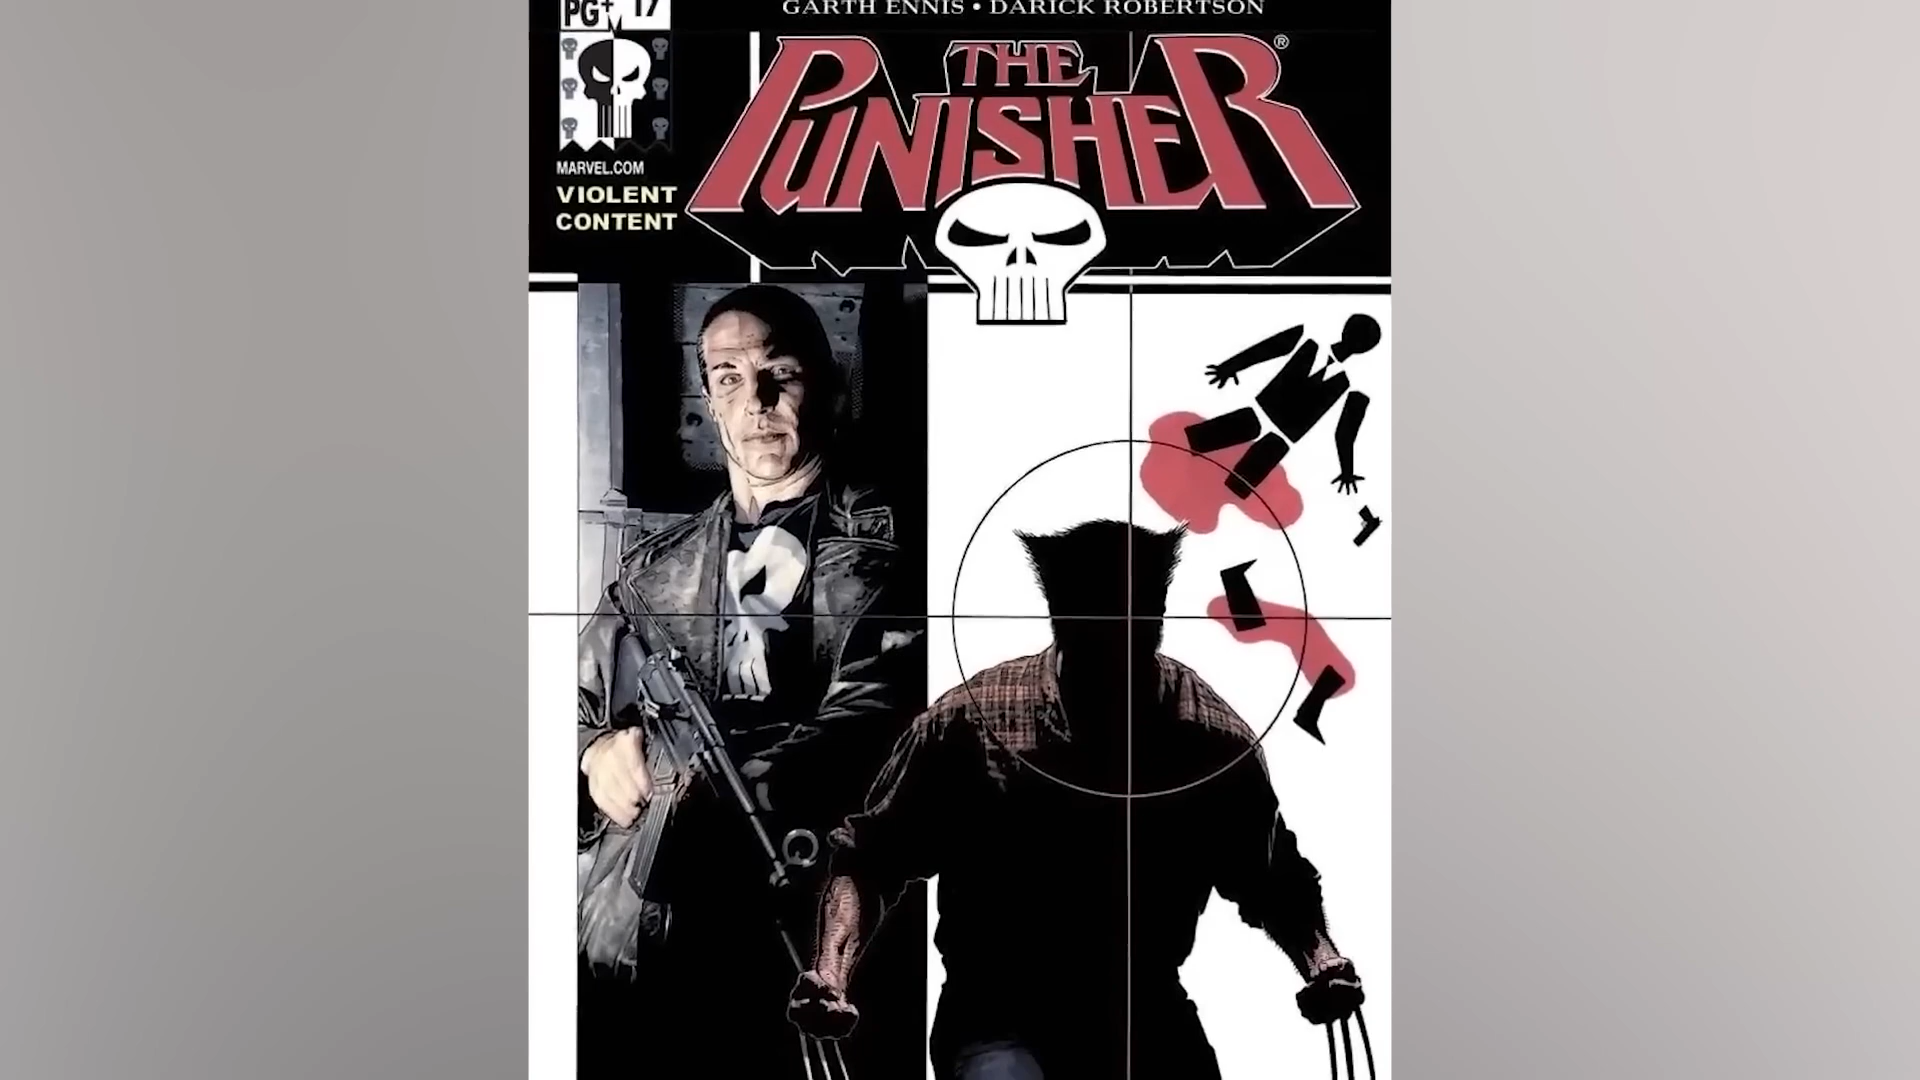 PG+ 17
GARTH ENNIS • DARICK ROBERTSON
THE
PUNISHER®
MARVEL.COM
VIOLENT
CONTENT